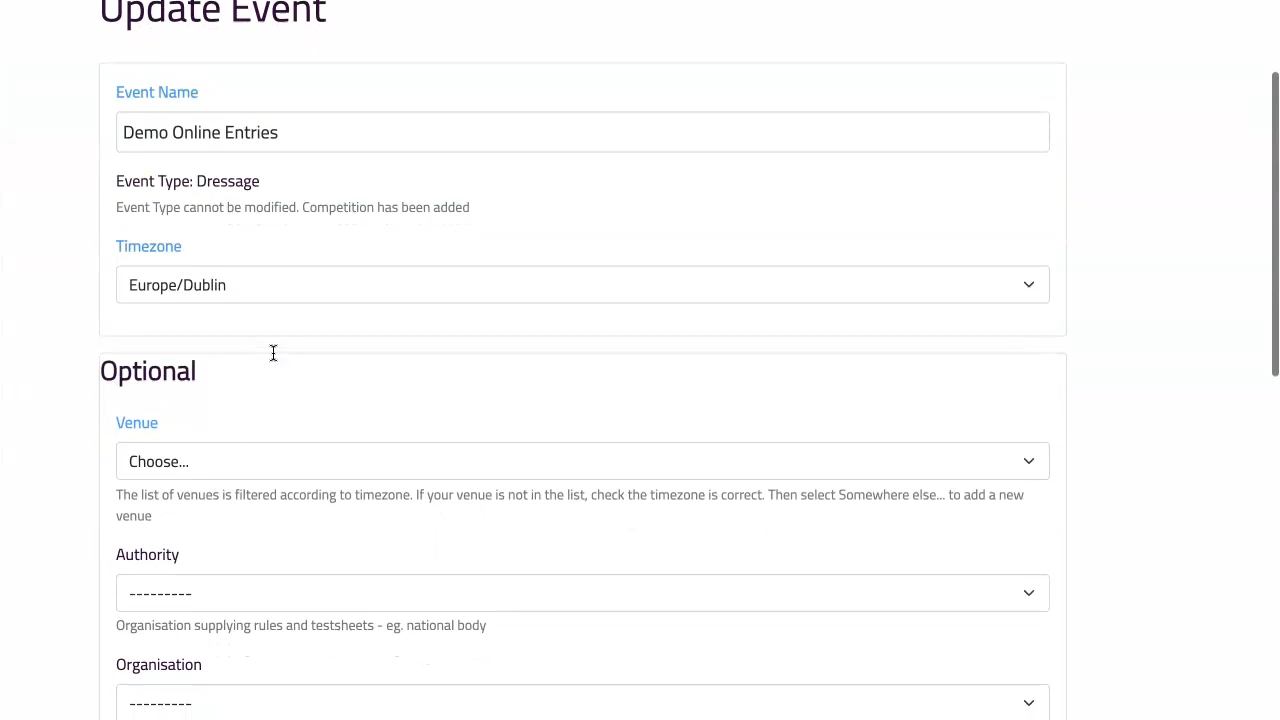 Update Event
Event Name
Demo Online Entries
Event Type: Dressage
Event Type cannot be modified. Competition has been added
Timezone
Europe/Dublin
Optional
Venue
Choose...
The list of venues is filtered according to timezone. If your venue is not in the list, check the timezone is correct. Then select Somewhere else... to add a new
venue
Authority
---------
Organisation supplying rules and testsheets - eg. national body
Organisation
---------